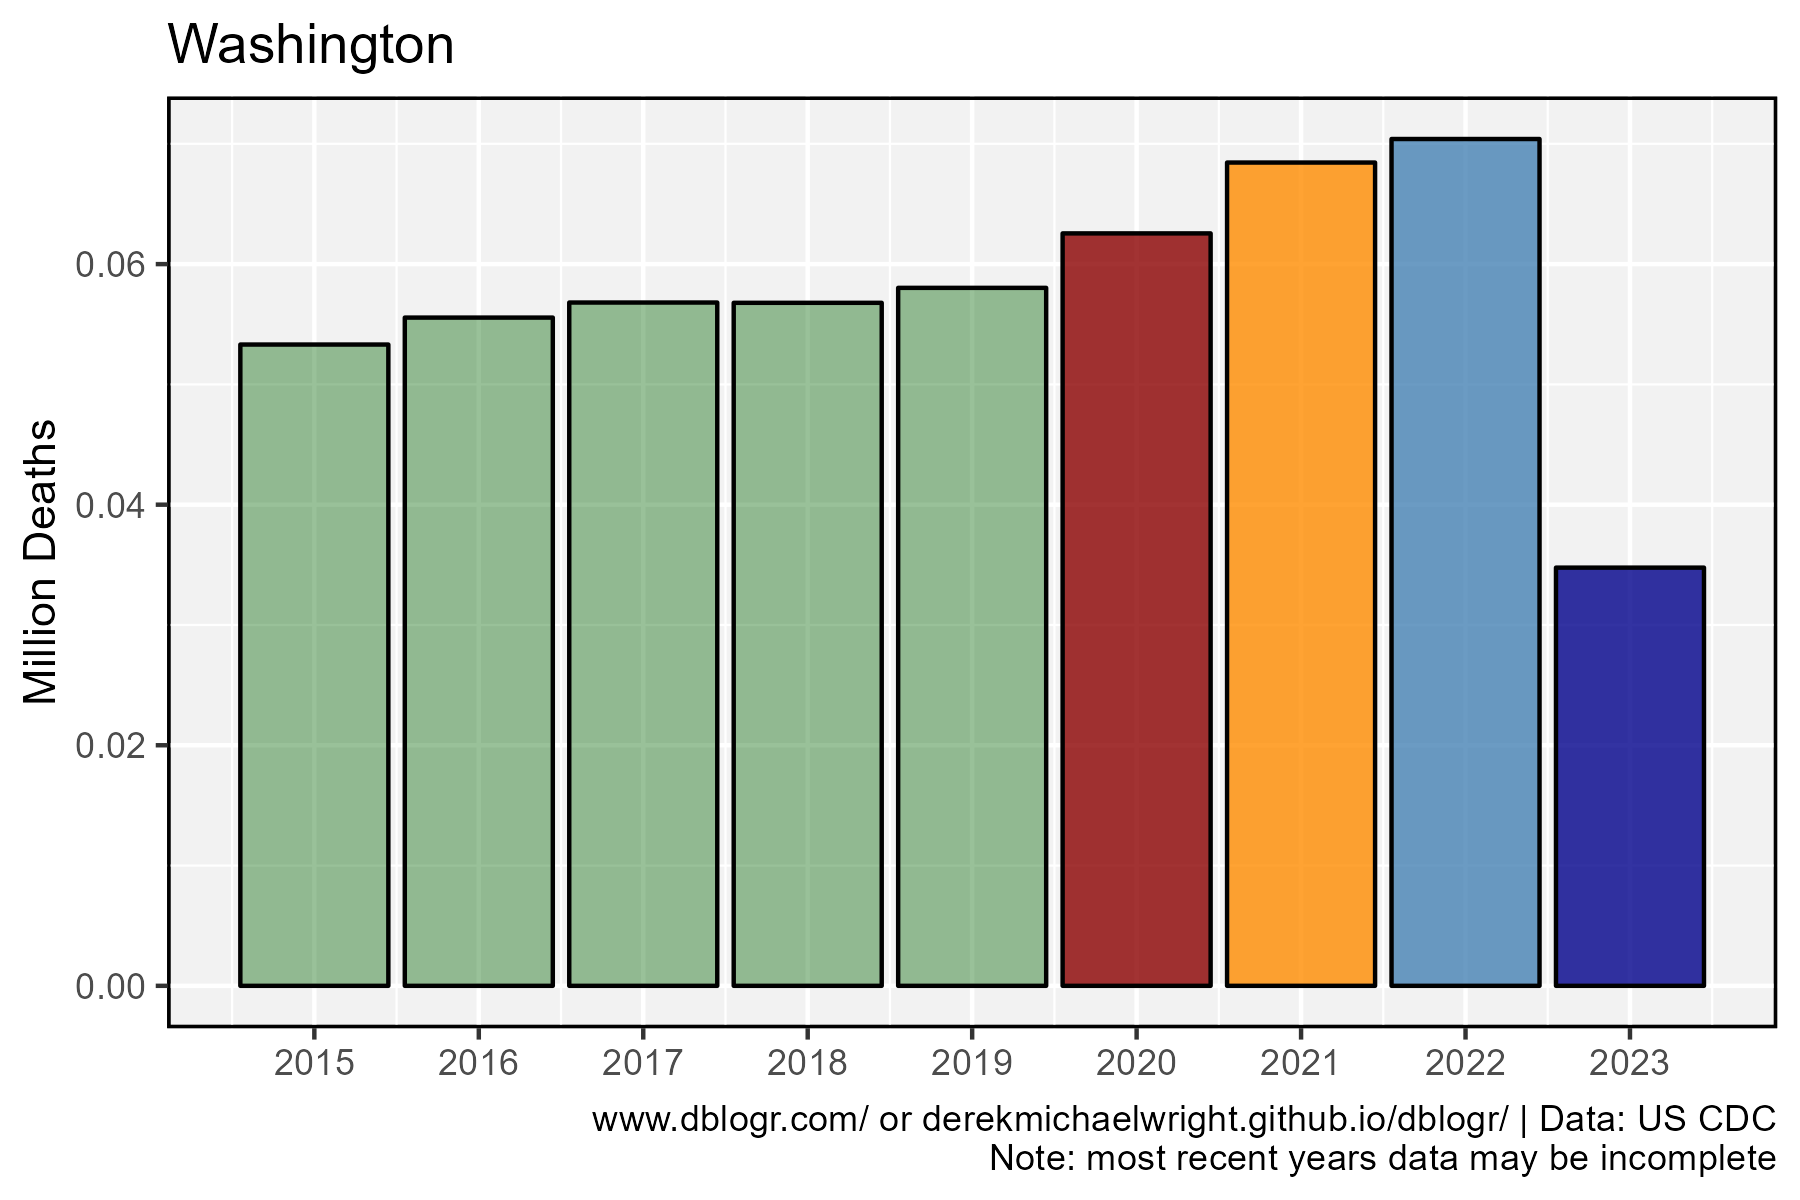 Washington
Million Deaths
0.06
0.04
0.02
0.00
2015 2016 2017 2018 2019 2020 2021 2022 2023
www.dblogr.com/ or derekmichaelwright.github.io/dblogr/ | Data: US CDC
Note: most recent years data may be incomplete